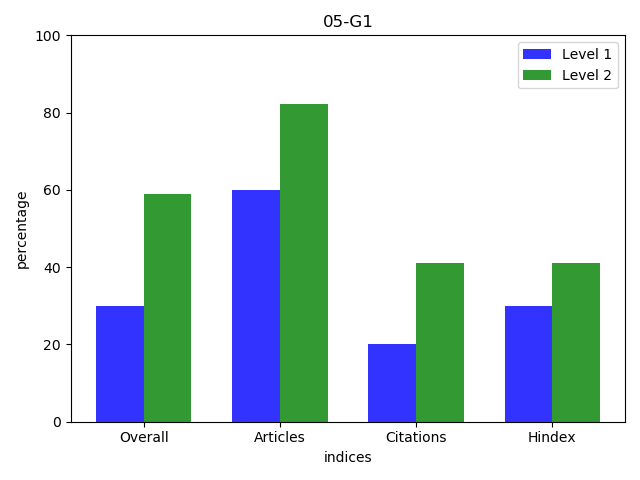 05-G1
Level 1
Level 2
percentage
100
80
60
40
20
0
Overall Articles Citations Hindex
indices